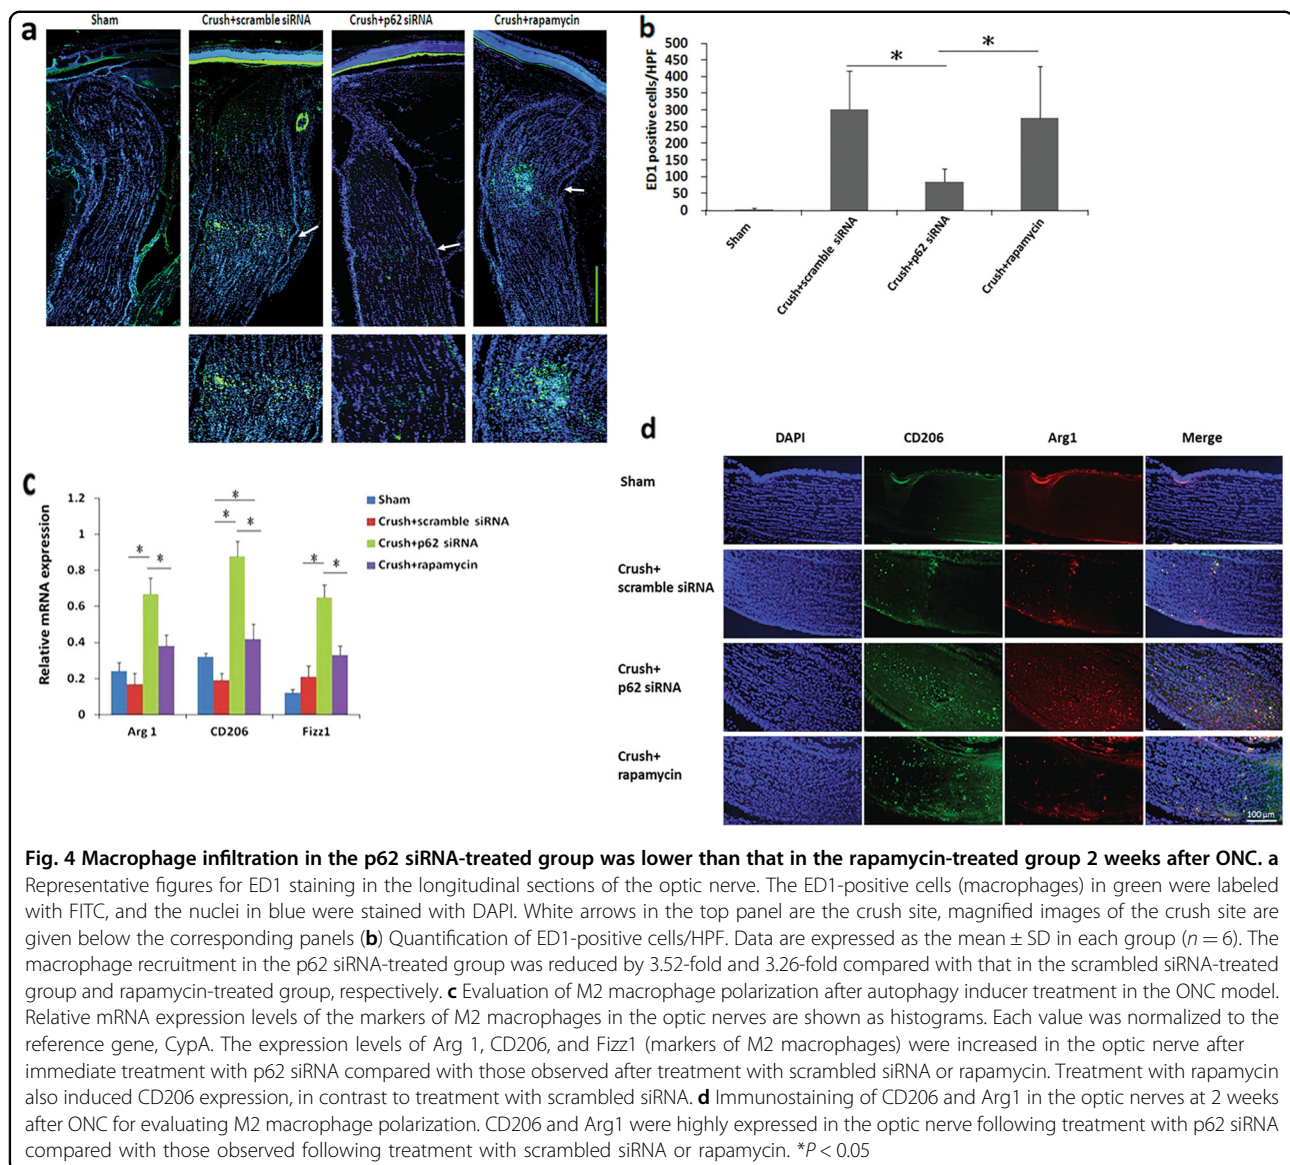 a
Sham
Crush+scramble siRNA
Crush+p62 siRNA
Crush+rapamycin
b
ED1 positive cells/HPF
500
450
400
350
300
250
200
150
100
50
0
*
*
Sham
Crush+scramble siRNA
Crush+p62 siRNA
Crush+rapamycin
c
Relative mRNA expression
1.2
1
0.8
0.6
0.4
0.2
0
*
*
*
*
*
*
*
Arg 1
CD206
Fizz1
Sham
Crush+scramble siRNA
Crush+p62 siRNA
Crush+rapamycin
d
DAPI
CD206
Arg1
Merge
Sham
Crush+
scramble siRNA
Crush+
p62 siRNA
Crush+
rapamycin
100 μm
Fig. 4 Macrophage infiltration in the p62 siRNA-treated group was lower than that in the rapamycin-treated group 2 weeks after ONC. a
Representative figures for ED1 staining in the longitudinal sections of the optic nerve. The ED1-positive cells (macrophages) in green were labeled
with FITC, and the nuclei in blue were stained with DAPI. White arrows in the top panel are the crush site, magnified images of the crush site are
given below the corresponding panels (b) Quantification of ED1-positive cells/HPF. Data are expressed as the mean ± SD in each group (n = 6). The
macrophage recruitment in the p62 siRNA-treated group was reduced by 3.52-fold and 3.26-fold compared with that in the scrambled siRNA-treated
group and rapamycin-treated group, respectively. c Evaluation of M2 macrophage polarization after autophagy inducer treatment in the ONC model.
Relative mRNA expression levels of the markers of M2 macrophages in the optic nerves are shown as histograms. Each value was normalized to the
reference gene, CypA. The expression levels of Arg 1, CD206, and Fizz1 (markers of M2 macrophages) were increased in the optic nerve after
immediate treatment with p62 siRNA compared with those observed after treatment with scrambled siRNA or rapamycin. Treatment with rapamycin
also induced CD206 expression, in contrast to treatment with scrambled siRNA. d Immunostaining of CD206 and Arg1 in the optic nerves at 2 weeks
after ONC for evaluating M2 macrophage polarization. CD206 and Arg1 were highly expressed in the optic nerve following treatment with p62 siRNA
compared with those observed following treatment with scrambled siRNA or rapamycin. *P < 0.05